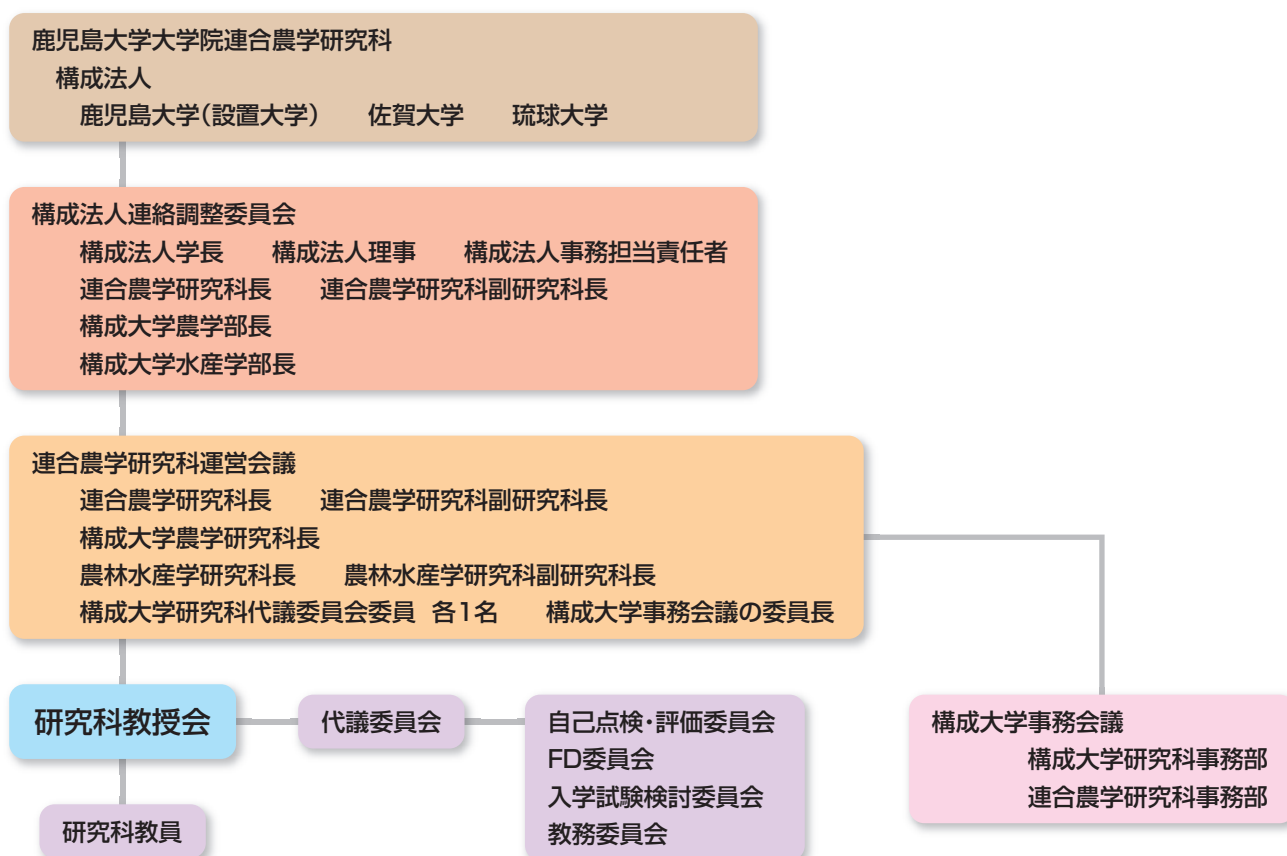 鹿児島大学大学院連合農学研究科
構成法人
鹿児島大学(設置大学) 佐賀大学 琉球大学
構成法人連絡調整委員会
構成法人学長 構成法人理事 構成法人事務担当責任者
連合農学研究科長 連合農学研究科副研究科長
構成大学農学部長
構成大学水産学部長
連合農学研究科運営会議
連合農学研究科長 連合農学研究科副研究科長
構成大学農学研究科長
農林水産学研究科長 農林水産学研究科副研究科長
構成大学研究科代議委員会委員 各1名 構成大学事務会議の委員長
研究科教授会
代議委員会
自己点検・評価委員会
FD委員会
入学試験検討委員会
教務委員会
構成大学事務会議
構成大学研究科事務部
連合農学研究科事務部
研究科教員